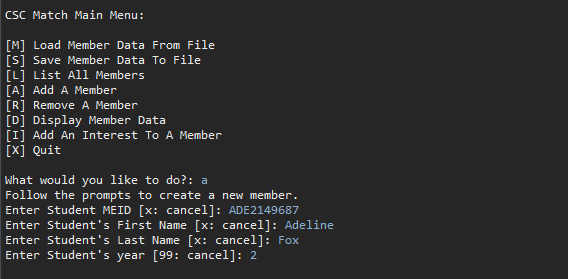 CSC Match Main Menu:
[M] Load Member Data From File
[S] Save Member Data To File
[L] List All Members
[A] Add A Member
[R] Remove A Member
[D] Display Member Data
[I] Add An Interest To A Member
[X] Quit
What would you like to do?: a
Follow the prompts to create a new member.
Enter Student MEID [x: cancel]: ADE2149687
Enter Student's First Name [x: cancel]: Adeline
Enter Student's Last Name [x: cancel]: Fox
Enter Student's year [99: cancel]: 2